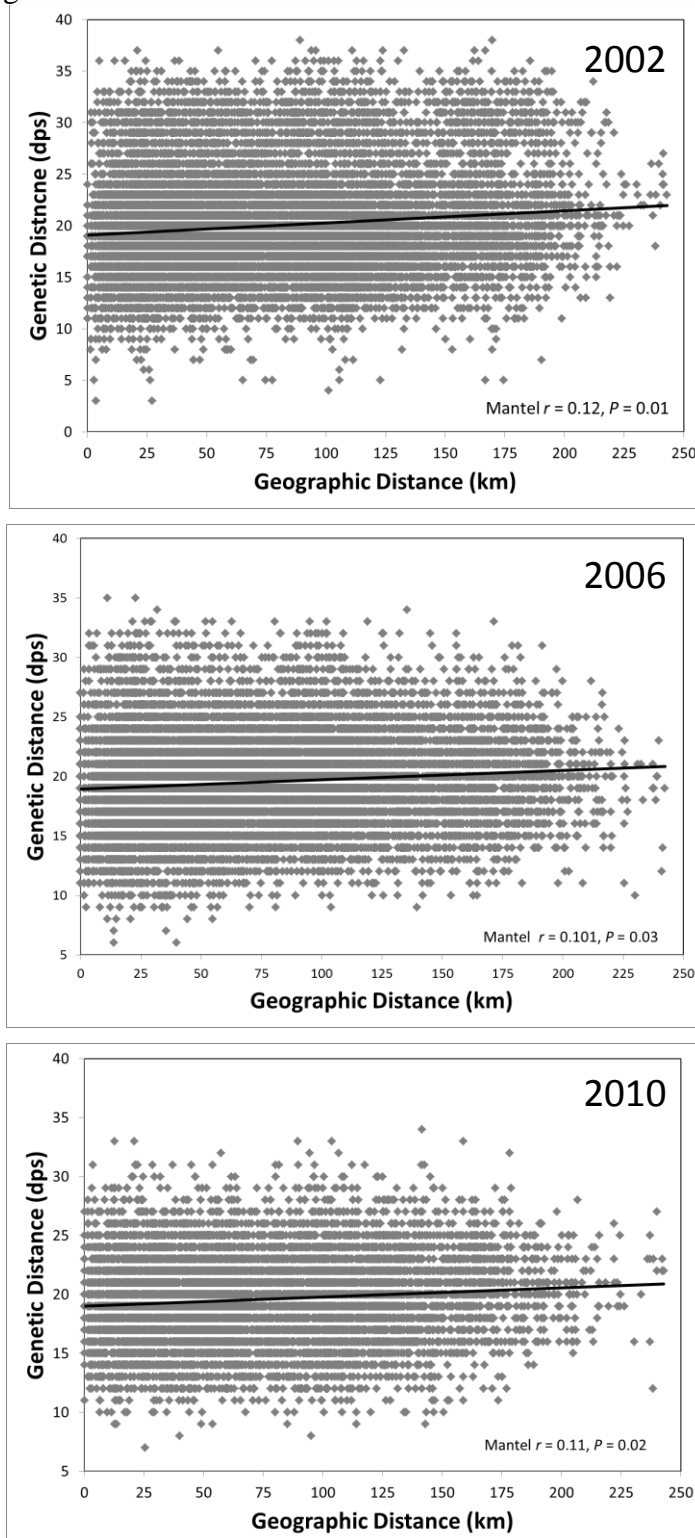 40
2002
35
30
25
20
15
10
5
0
Genetic Distncne (dps)
Mantel r = 0.12, P = 0.01
0 25 50 75 100 125 150 175 200 225 250
Geographic Distance (km)
40
2006
35
30
25
20
15
10
5
Genetic Distance (dps)
Mantel r = 0.101, P = 0.03
0 25 50 75 100 125 150 175 200 225 250
Geographic Distance (km)
40
2010
35
30
25
20
15
10
5
Genetic Distance (dps)
Mantel r = 0.11, P = 0.02
0 25 50 75 100 125 150 175 200 225 250
Geographic Distance (km)